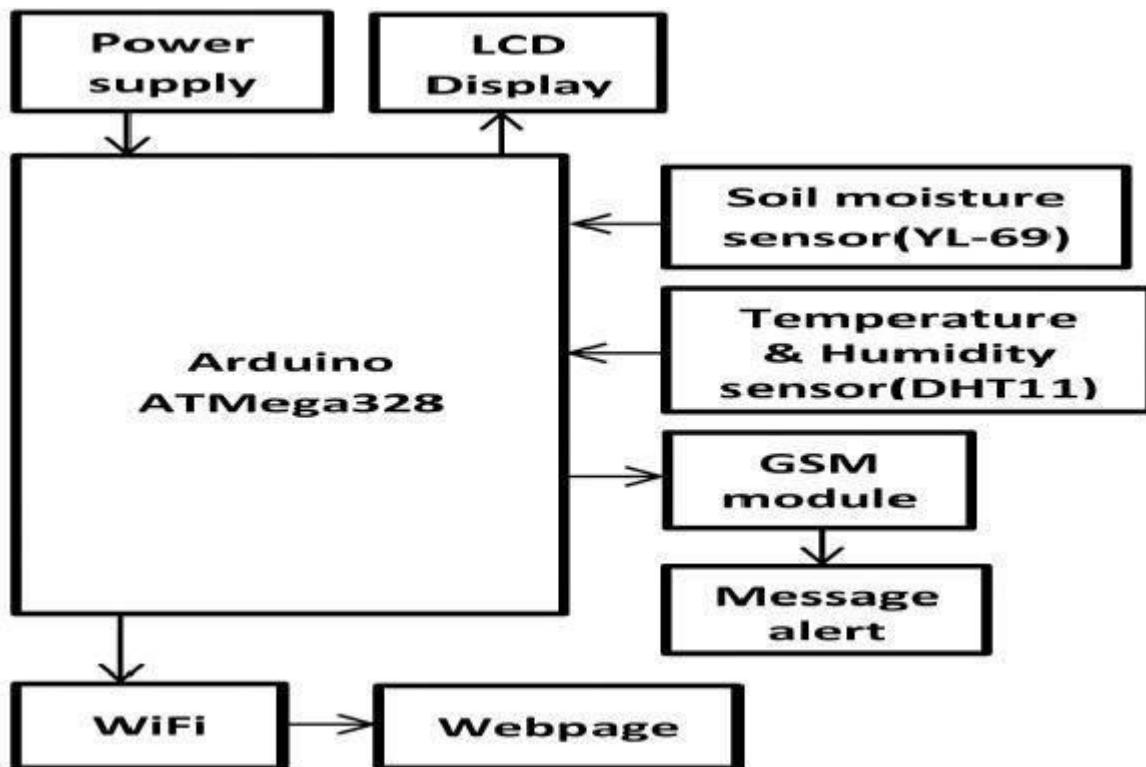 Power
supply
LCD
Display
Soil moisture
sensor(YL-69)
Temperature
& Humidity
sensor(DHT11)
Arduino
ATMega328
GSM
module
Message
alert
WiFi
Webpage